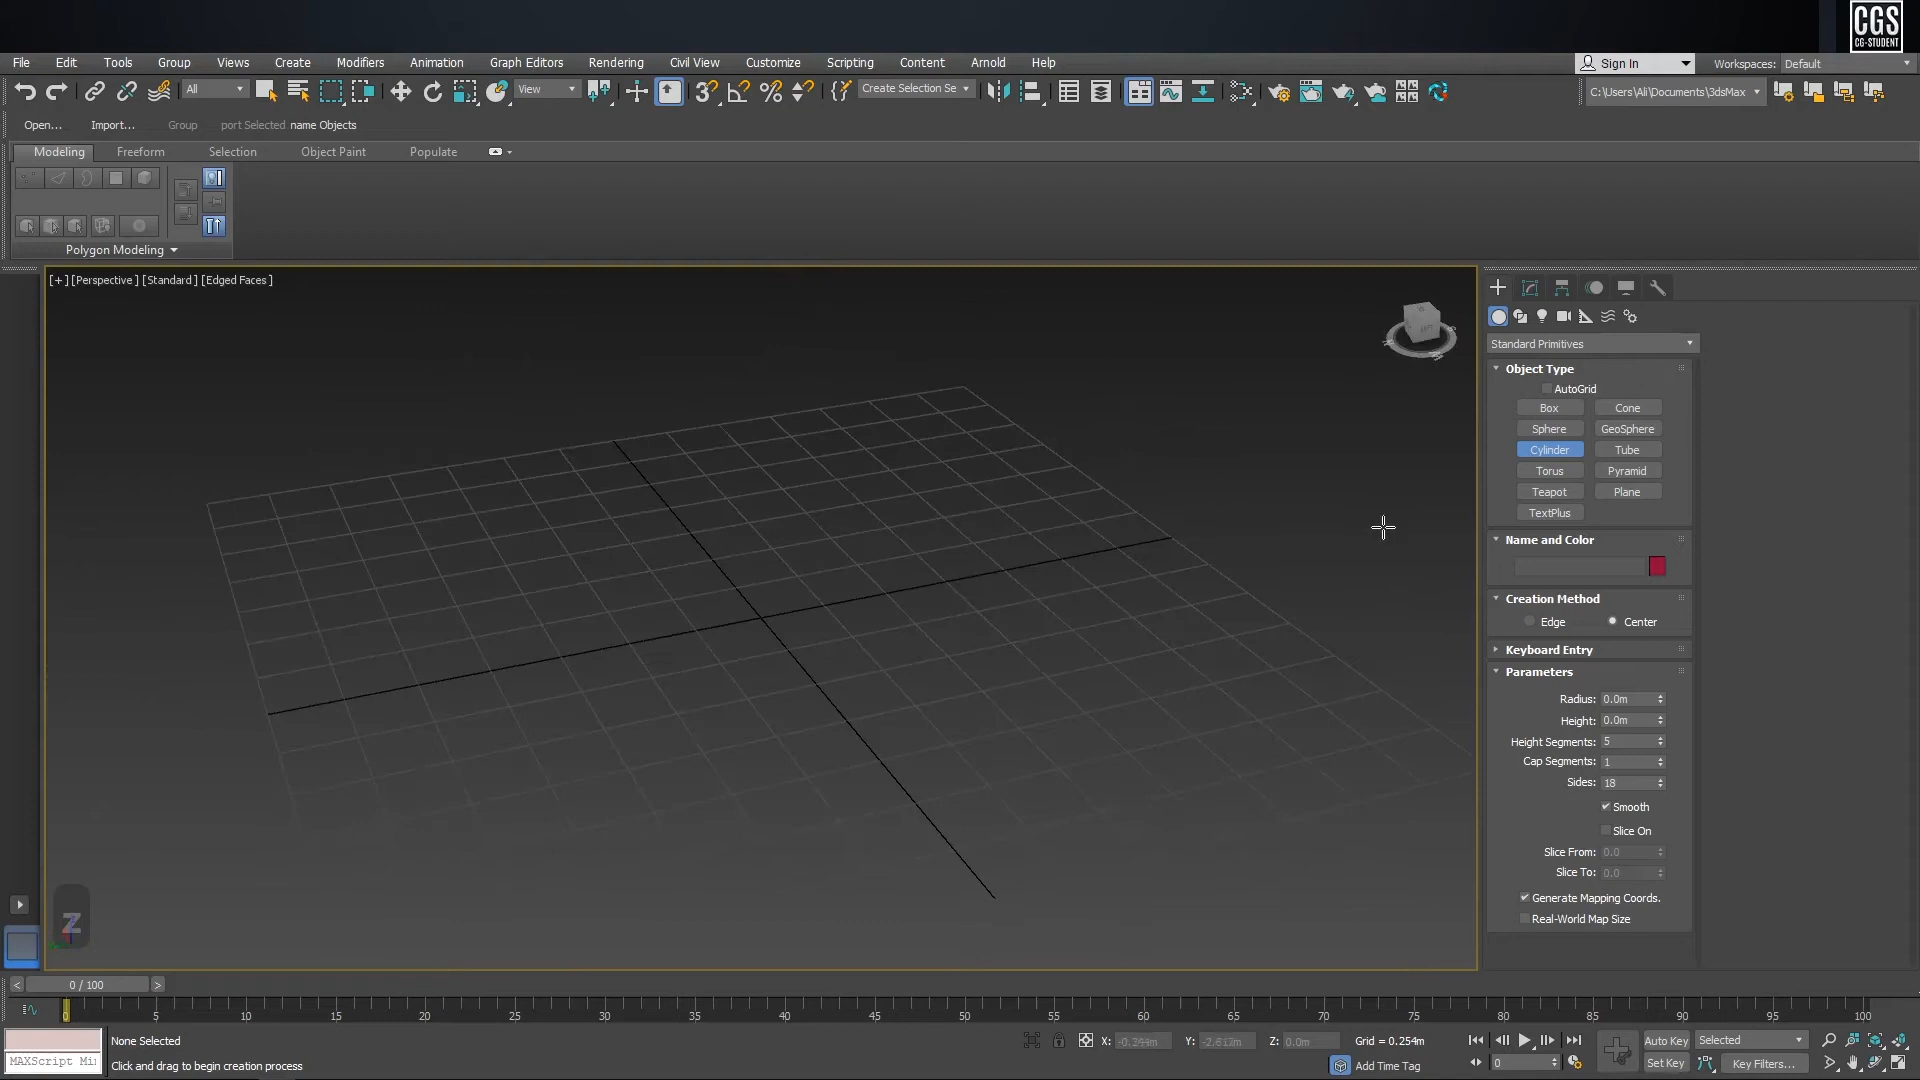 CGS
CG-STUDENT
File Edit Tools Group Views Create Modifiers Animation Graph Editors Rendering Civil View Customize Scripting Content Arnold Help
Sign In Workspaces: Default
All View Create Selection Se C:\Users\Ali\Documents\3dsMax
Open... Import... Group port Selected name Objects
Modeling Freeform Selection Object Paint Populate
Polygon Modeling
[+] [Perspective] [Standard] [Edged Faces]
Standard Primitives
Object Type
AutoGrid
Box Cone
Sphere GeoSphere
Cylinder Tube
Torus Pyramid
Teapot Plane
TextPlus
Name and Color
Creation Method
Edge Center
Keyboard Entry
Parameters
Radius: 0.0m
Height: 0.0m
Height Segments: 5
Cap Segments: 1
Sides: 18
Smooth
Slice On
Slice From: 0.0
Slice To: 0.0
Generate Mapping Coords.
Real-World Map Size
Z
< 0 / 100 >
0 5 10 15 20 25 30 35 40 45 50 55 60 65 70 75 80 85 90 95 100
None Selected X: -0.244m Y: -2.617m Z: 0.0m Grid = 0.254m Auto Key Selected
MAXScript Mi Click and drag to begin creation process Add Time Tag 0 Set Key Key Filters...